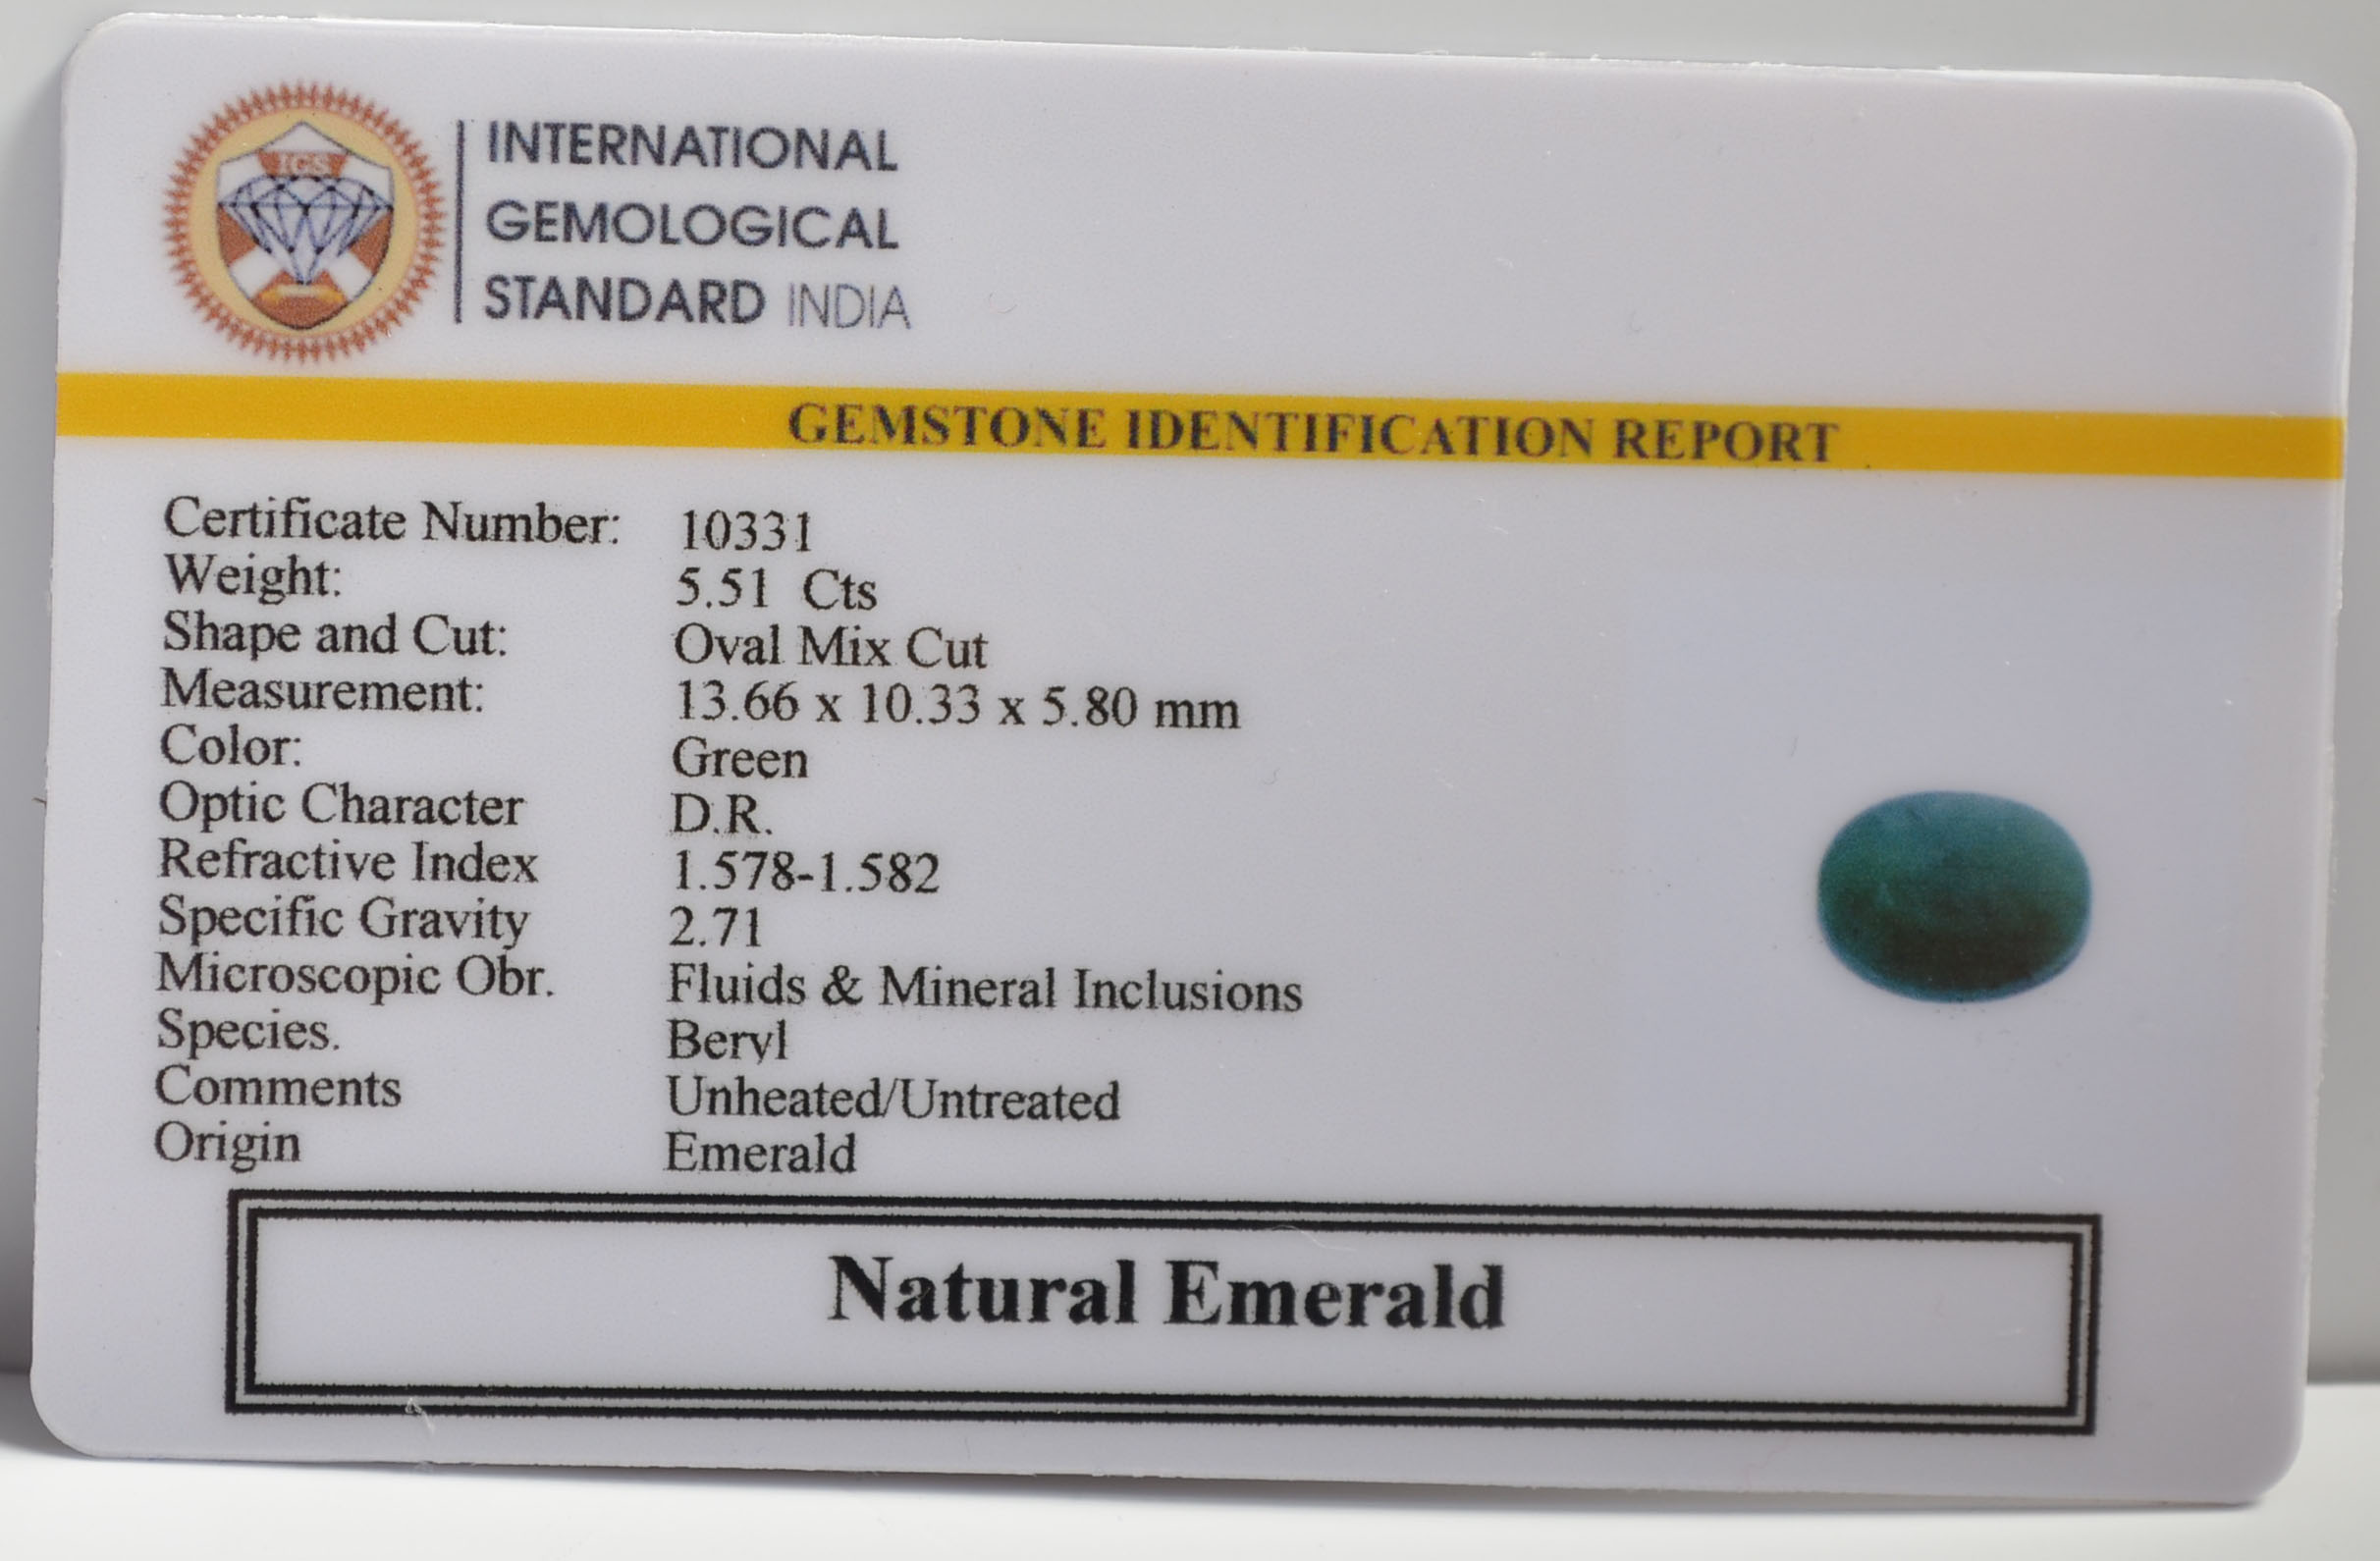 IGS
INTERNATIONAL
GEMOLOGICAL
STANDARD INDIA
GEMSTONE IDENTIFICATION REPORT
Certificate Number: 10331
Weight: 5.51 Cts
Shape and Cut: Oval Mix Cut
Measurement: 13.66 x 10.33 x 5.80 mm
Color: Green
Optic Character D.R.
Refractive Index 1.578-1.582
Specific Gravity 2.71
Microscopic Obr. Fluids & Mineral Inclusions
Species. Beryl
Comments Unheated/Untreated
Origin Emerald
Natural Emerald